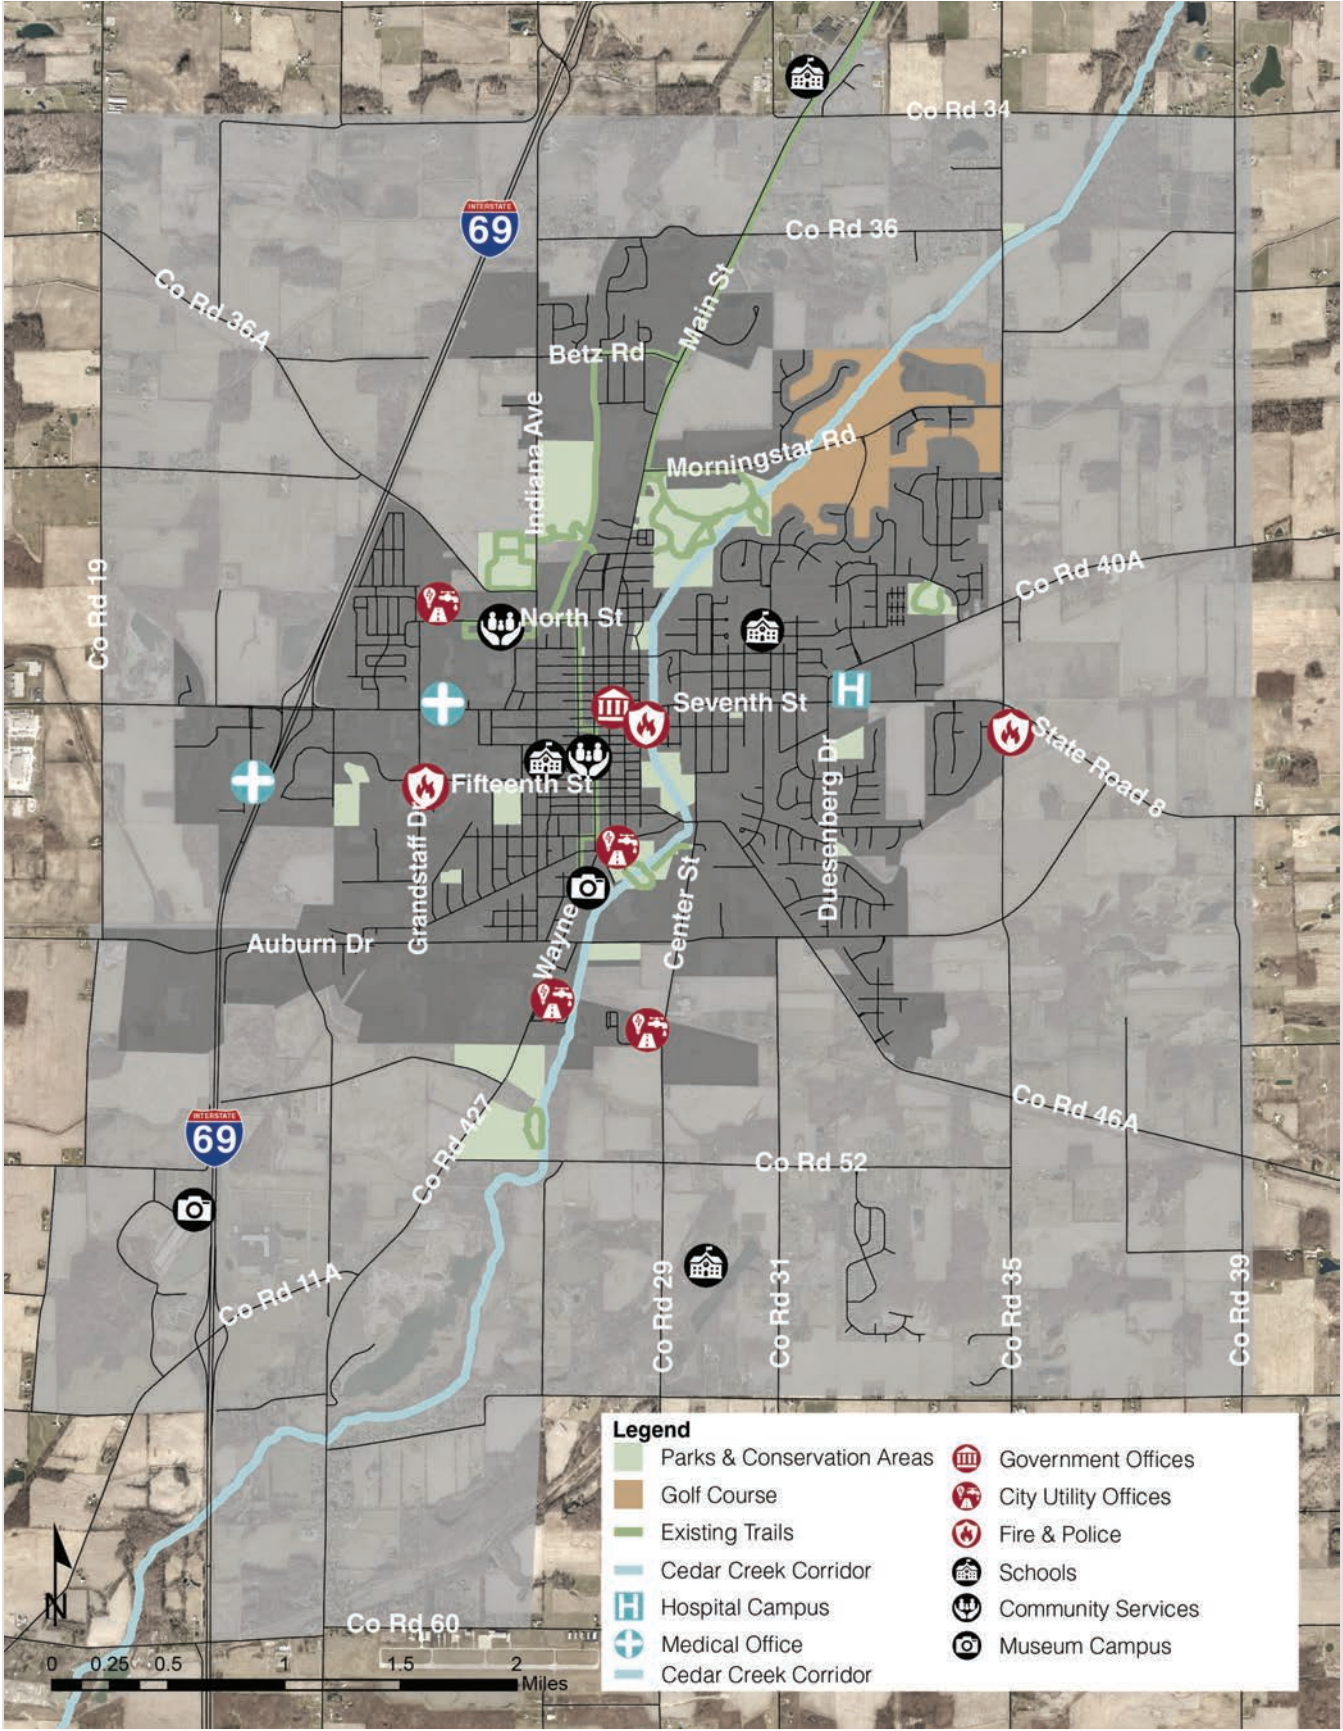 Co Rd 34
INTERSTATE
69
Co Rd 36
Co Rd 36A
Main St
Betz Rd
Indiana Ave
Morningstar Rd
Co Rd 40A
Co Rd 19
North St
H
Seventh St
State Road 8
Fifteenth St
Duesenberg Dr
Grandstaff Dr
Center St
Wayne
Auburn Dr
INTERSTATE
69
Co Rd 427
Co Rd 46A
Co Rd 52
Co Rd 11A
Co Rd 29
Co Rd 31
Co Rd 35
Co Rd 39
Co Rd 60
N
0 0.25 0.5 1 1.5 2
Miles
Legend
Parks & Conservation Areas
Golf Course
Existing Trails
Cedar Creek Corridor
H Hospital Campus
Medical Office
Cedar Creek Corridor
Government Offices
City Utility Offices
Fire & Police
Schools
Community Services
Museum Campus